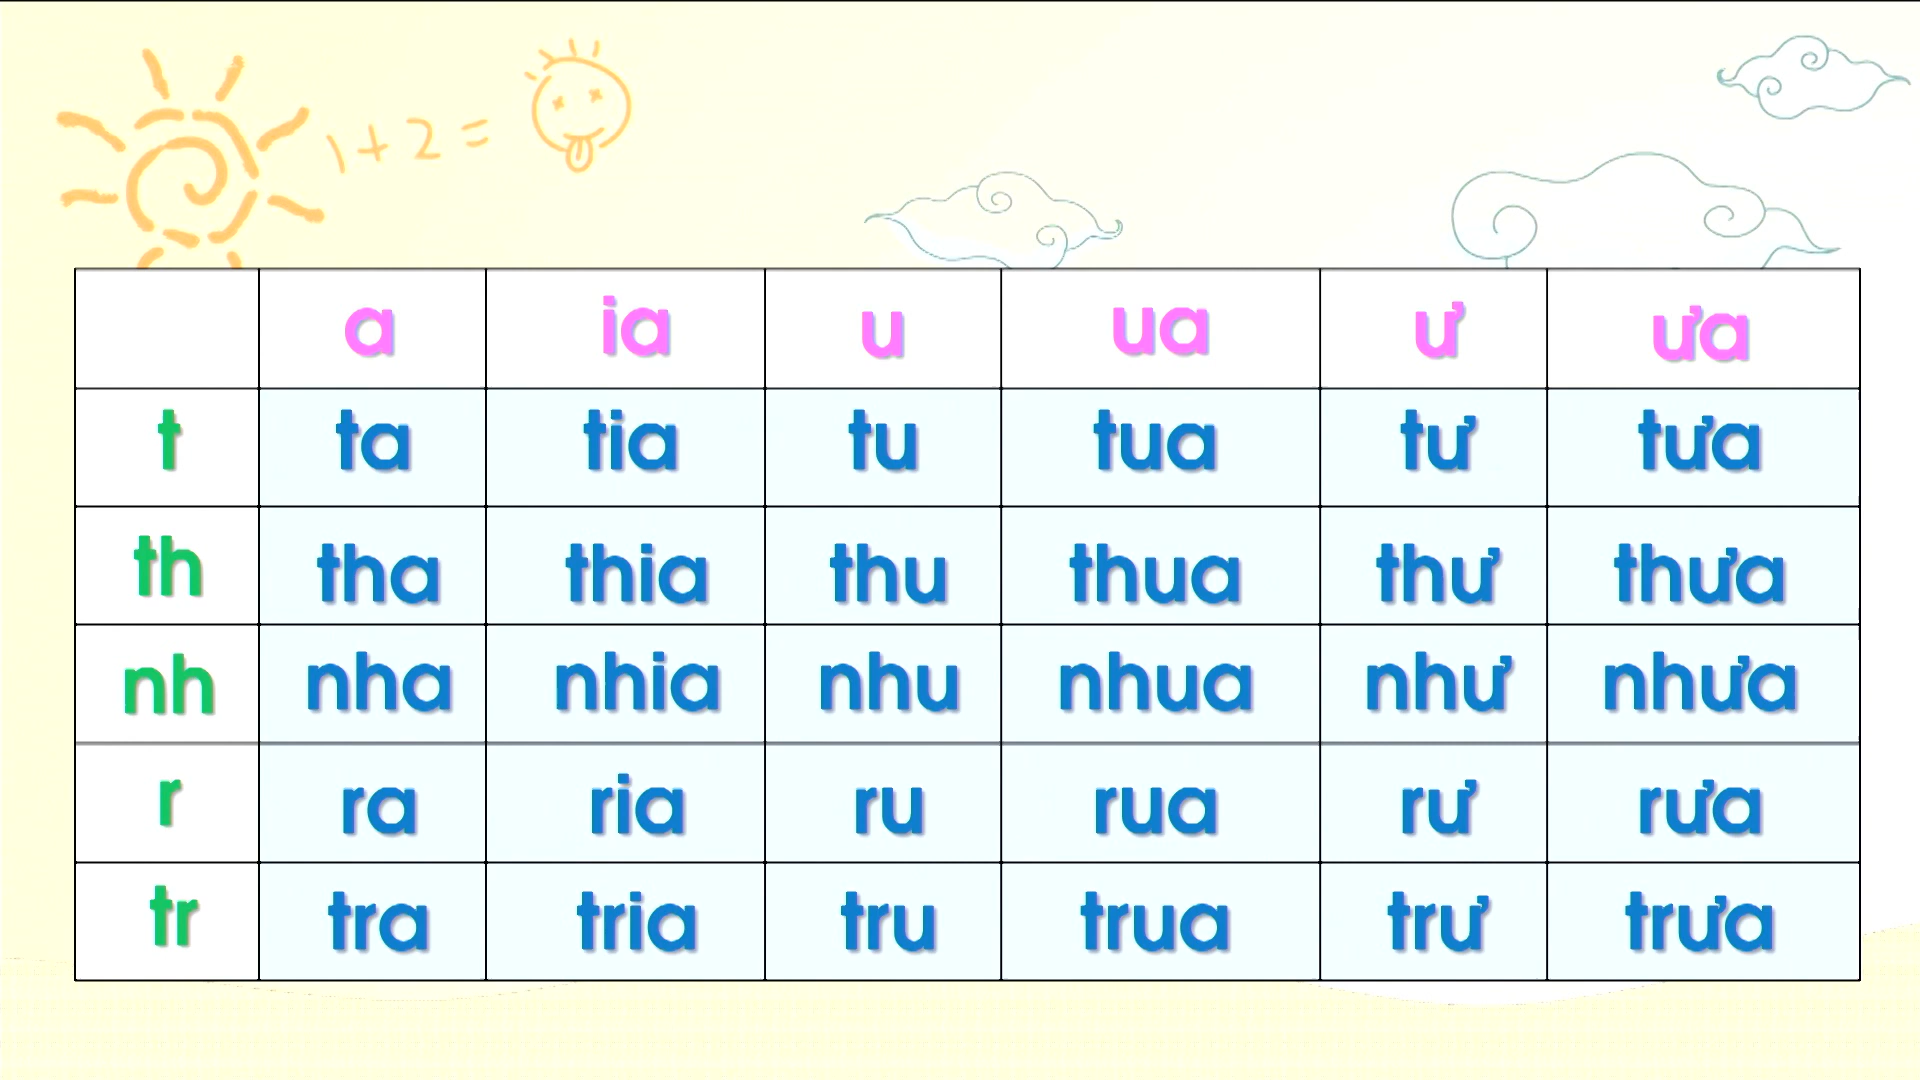 1 + 2 =
a ia u ua ư ưa
t ta tia tu tua tư tưa
th tha thia thu thua thư thưa
nh nha nhia nhu nhua như nhưa
r ra ria ru rua rư rưa
tr tra tria tru trua trư trưa